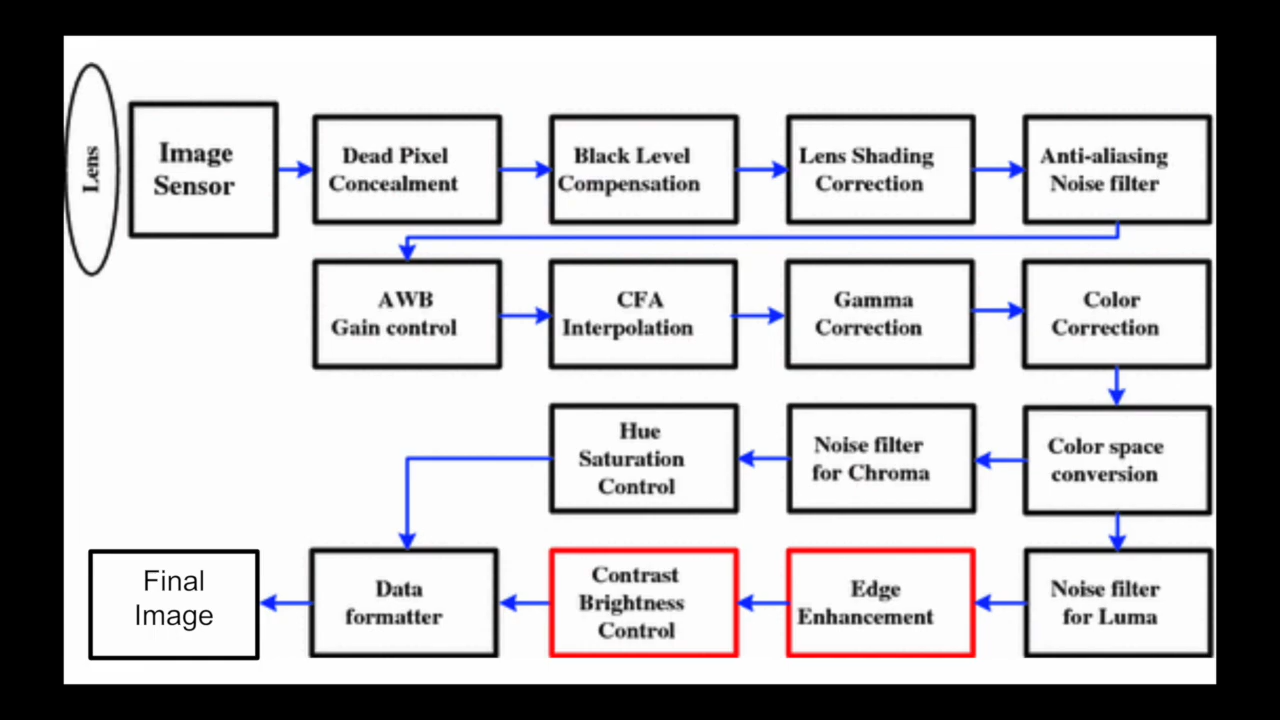 Lens
Image
Sensor
Dead Pixel
Concealment
Black Level
Compensation
Lens Shading
Correction
Anti-aliasing
Noise filter
AWB
Gain control
CFA
Interpolation
Gamma
Correction
Color
Correction
Hue
Saturation
Control
Noise filter
for Chroma
Color space
conversion
Final
Image
Data
formatter
Contrast
Brightness
Control
Edge
Enhancement
Noise filter
for Luma